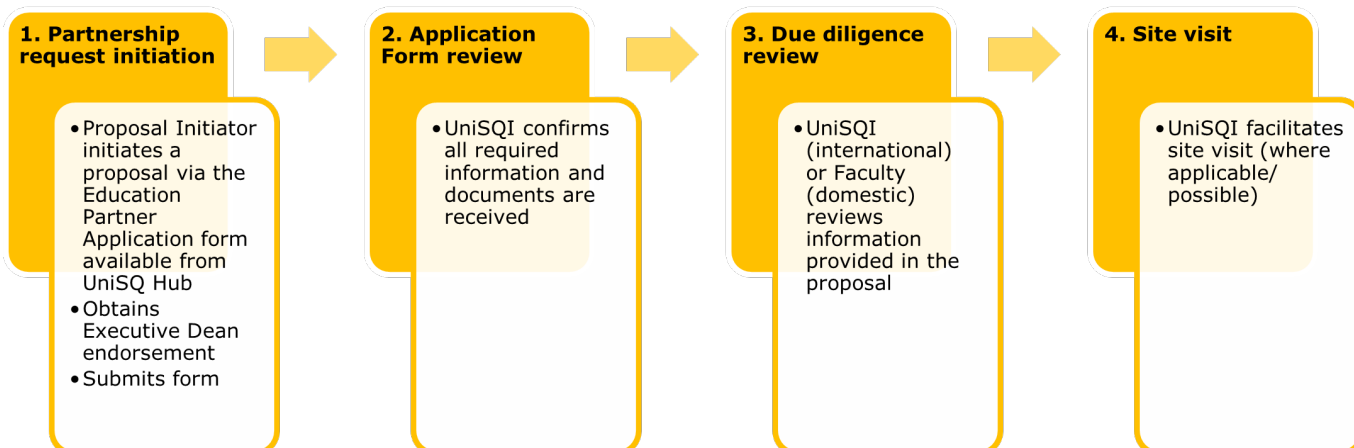 1. Partnership
request initiation
• Proposal Initiator
initiates a
proposal via the
Education
Partner
Application form
available from
UniSQ Hub
• Obtains
Executive Dean
endorsement
• Submits form
2. Application
Form review
• UniSQI confirms
all required
information and
documents are
received
3. Due diligence
review
• UniSQI
(international)
or Faculty
(domestic)
reviews
information
provided in the
proposal
4. Site visit
• UniSQI facilitates
site visit (where
applicable/
possible)